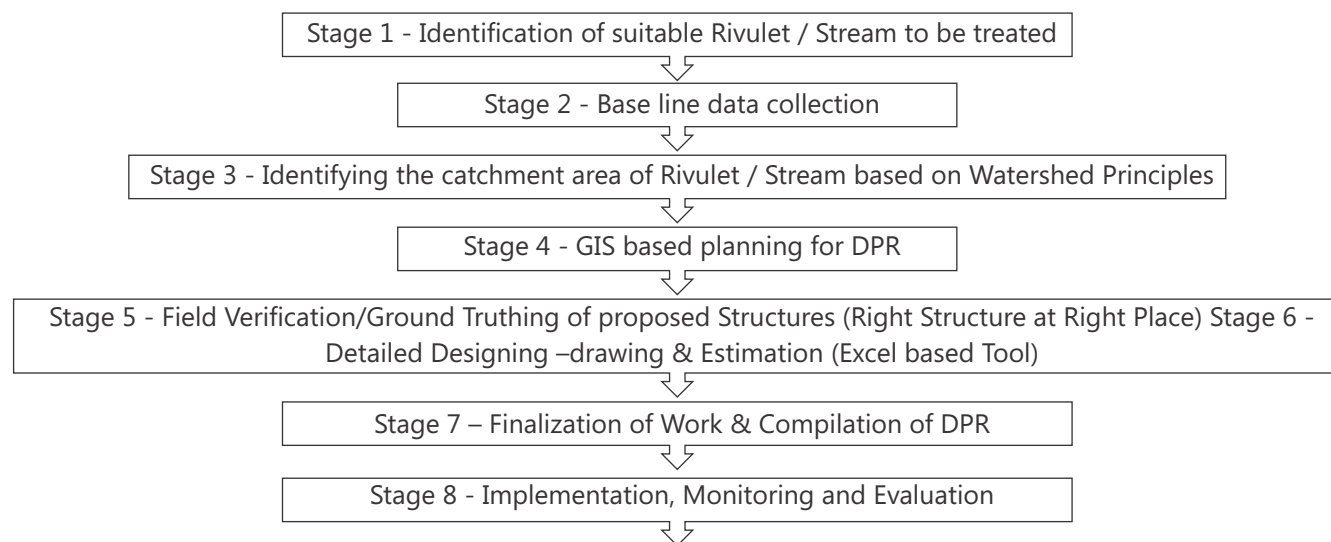 Stage 1 - Identification of suitable Rivulet / Stream to be treated
Stage 2 - Base line data collection
Stage 3 - Identifying the catchment area of Rivulet / Stream based on Watershed Principles
Stage 4 - GIS based planning for DPR
Stage 5 - Field Verification/Ground Truthing of proposed Structures (Right Structure at Right Place) Stage 6 -
Detailed Designing –drawing & Estimation (Excel based Tool)
Stage 7 – Finalization of Work & Compilation of DPR
Stage 8 - Implementation, Monitoring and Evaluation